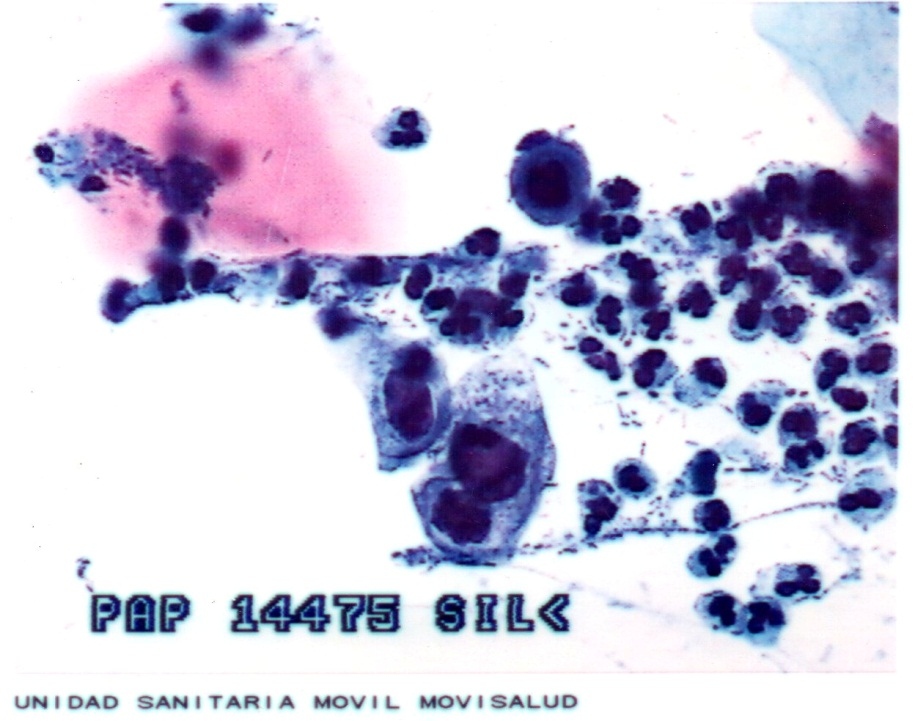 PAP 14475 SIL<
UNIDAD SANITARIA MOVIL MOVISALUD